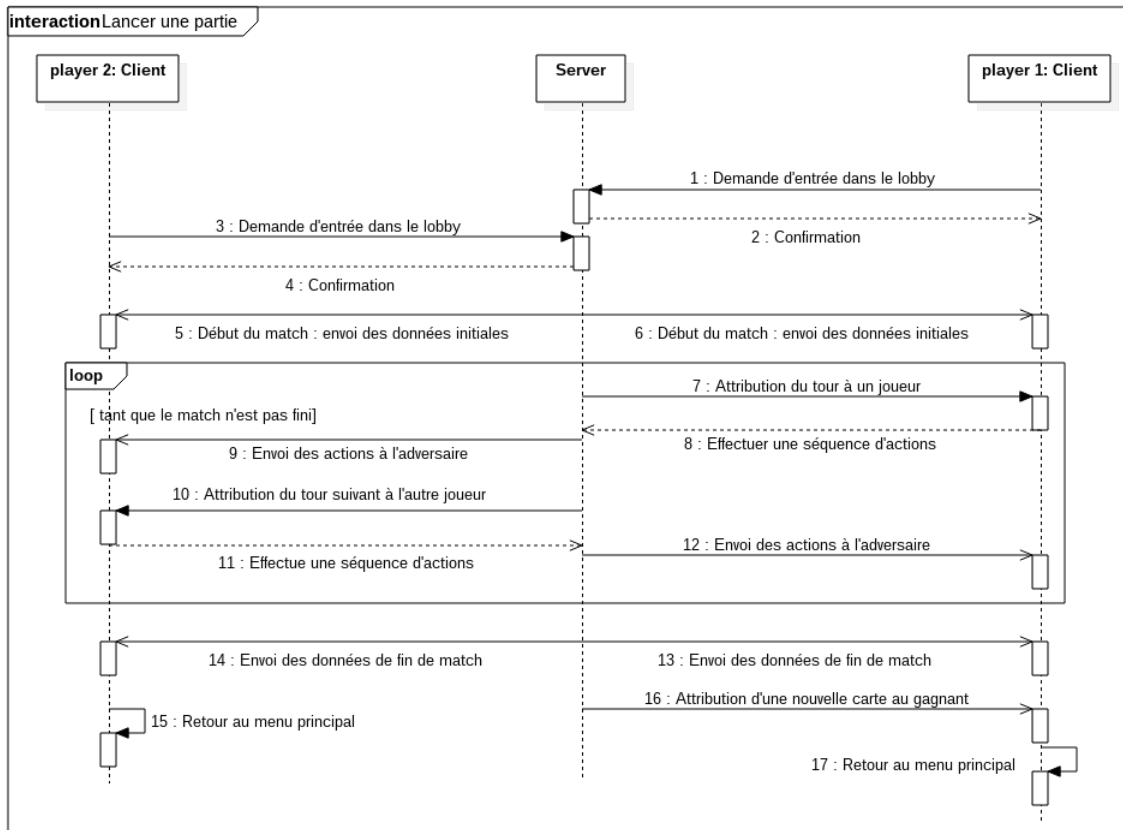 interaction Lancer une partie
player 2: Client
Server
player 1: Client
1 : Demande d'entrée dans le lobby
3 : Demande d'entrée dans le lobby
2 : Confirmation
4 : Confirmation
5 : Début du match : envoi des données initiales
6 : Début du match : envoi des données initiales
loop
7 : Attribution du tour à un joueur
[ tant que le match n'est pas fini]
8 : Effectuer une séquence d'actions
9 : Envoi des actions à l'adversaire
10 : Attribution du tour suivant à l'autre joueur
12 : Envoi des actions à l'adversaire
11 : Effectue une séquence d'actions
14 : Envoi des données de fin de match
13 : Envoi des données de fin de match
16 : Attribution d'une nouvelle carte au gagnant
15 : Retour au menu principal
17 : Retour au menu principal